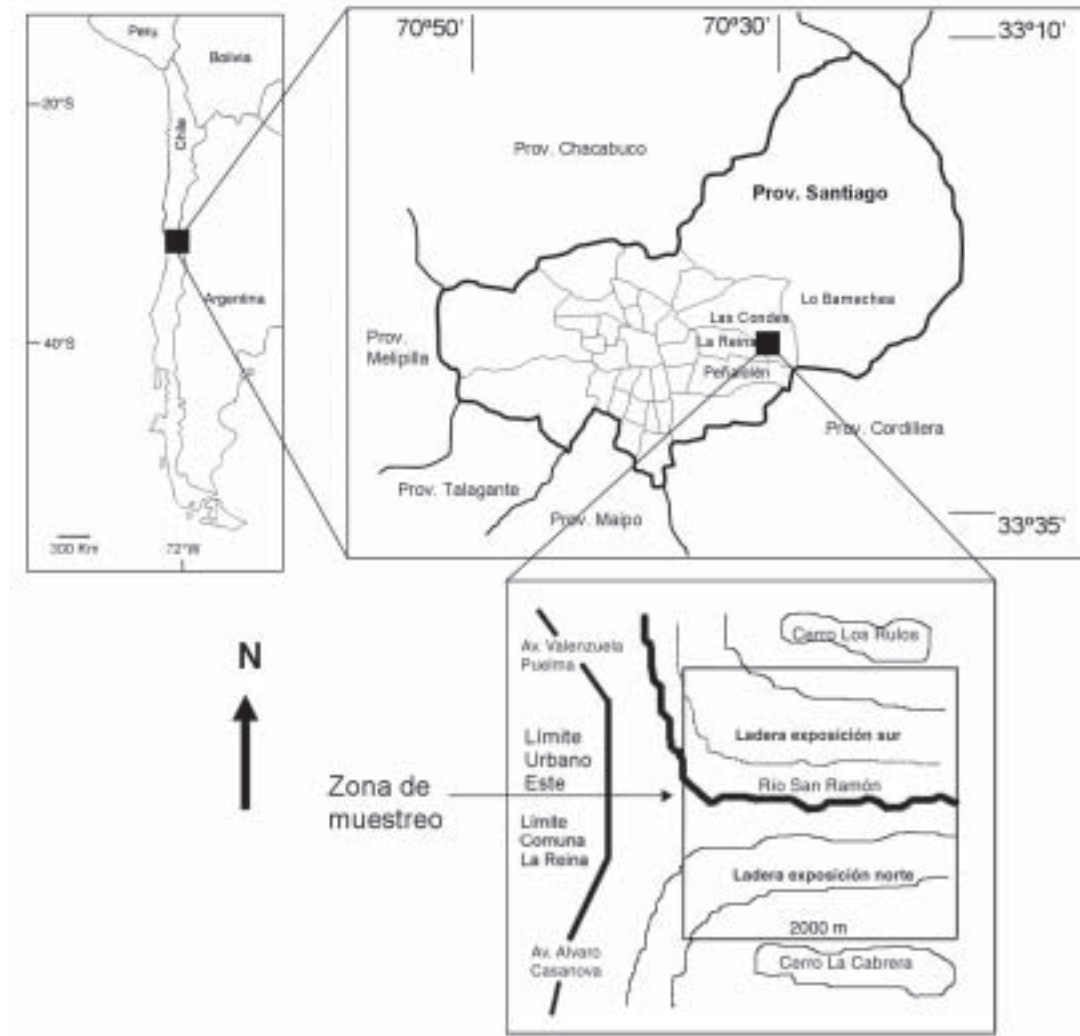 Peru
Bolivia
20°S
Chile
Argentina
40°S
300 Km
72°W
70º50'
70º30'
33º10'
Prov. Chacabuco
Prov. Santiago
Lo Barnechea
Las Condes
La Reina
Peñalolén
Prov.
Melipilla
Prov. Cordillera
Prov. Talagante
Prov. Maipo
33º35'
N
Zona de
muestreo
Av. Valenzuela
Puelma
Cerro Los Rulos
Límite
Urbano
Este
Ladera exposición sur
Río San Ramón
Límite
Comuna
La Reina
Ladera exposición norte
2000 m
Av. Alvaro
Casanova
Cerro La Cabrera